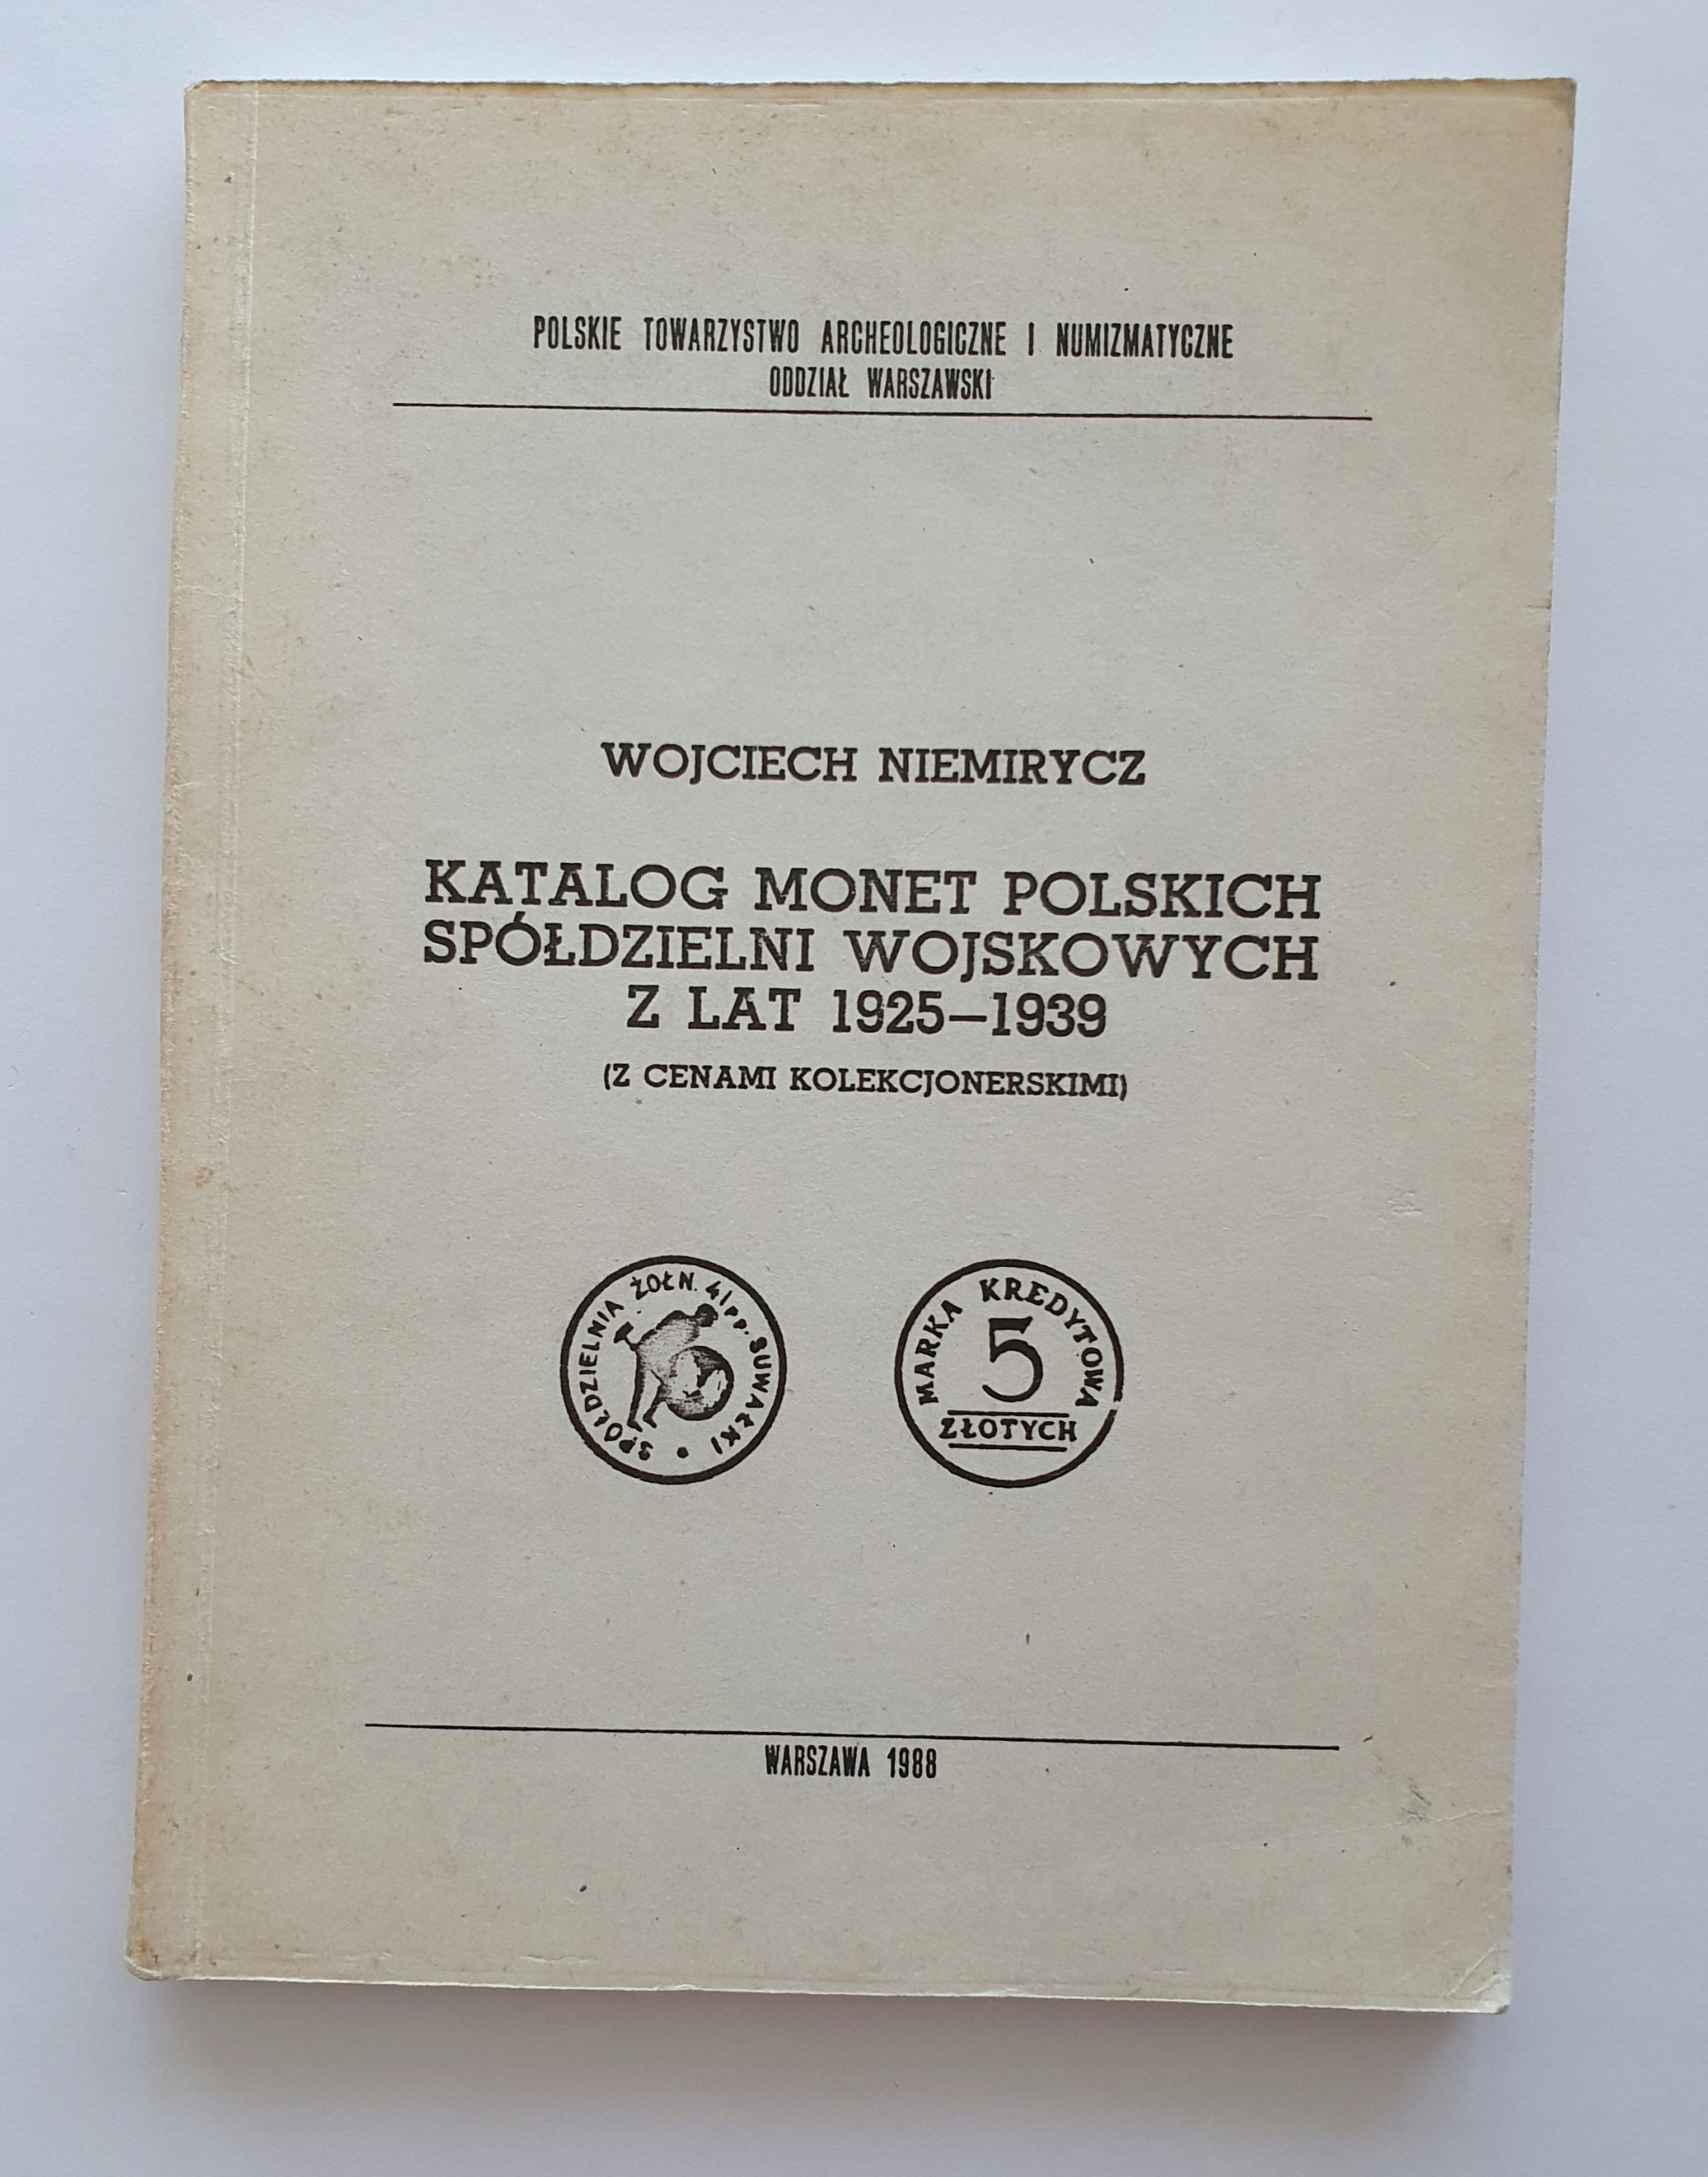 POLSKIE TOWARZYSTWO ARCHEOLOGICZNE I NUMIZMATYCZNE
ODDZIAŁ WARSZAWSKI
WOJCIECH NIEMIRYCZ
KATALOG MONET POLSKICH
SPÓŁDZIELNI WOJSKOWYCH
Z LAT 1925—1939
(Z CENAMI KOLEKCJONERSKIMI)
SPÓŁDZIELNIA ŻOŁN. 41 PP. SUWAŁKI •
MARKA KREDYTOWA
5
ZŁOTYCH
WARSZAWA 1988